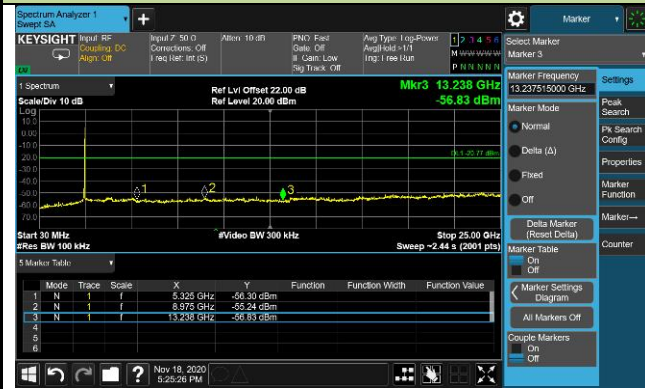 Spectrum Analyzer 1
Swept SA
+
Marker
KEYSIGHT
Input: RF
Coupling: DC
Align: Off
Input Z: 50 Ω
Corrections: Off
Freq Ref: Int (S)
Atten: 10 dB
PNO: Fast
Gate: Off
IF Gain: Low
Sig Track: Off
Avg Type: Log-Power
Avg|Hold >1/1
Trig: Free Run
1 2 3 4 5 6
M W W W W W
P N N N N N
Select Marker
Marker 3
1 Spectrum
Scale/Div 10 dB
Ref Lvl Offset 22.00 dB
Ref Level 20.00 dBm
Mkr3 13.238 GHz
-56.83 dBm
Log
10.0
0.00
-10.0
-20.0
-30.0
-40.0
-50.0
-60.0
-70.0
DL1 -20.77 dBm
1
2
3
Start 30 MHz
#Res BW 100 kHz
#Video BW 300 kHz
Stop 25.00 GHz
Sweep ~2.44 s (2001 pts)
5 Marker Table
Mode Trace Scale X Y Function Function Width Function Value
1 N 1 f 5.325 GHz -56.30 dBm
2 N 1 f 8.975 GHz -55.24 dBm
3 N 1 f 13.238 GHz -56.83 dBm
4
5
6
Nov 18, 2020
5:25:26 PM
Marker Frequency
13.237515000 GHz
Marker Mode
Normal
Delta (Δ)
Fixed
Off
Delta Marker
(Reset Delta)
Marker Table
On
Off
Marker Settings
Diagram
All Markers Off
Couple Markers
On
Off
Settings
Peak
Search
Pk Search
Config
Properties
Marker
Function
Marker→
Counter